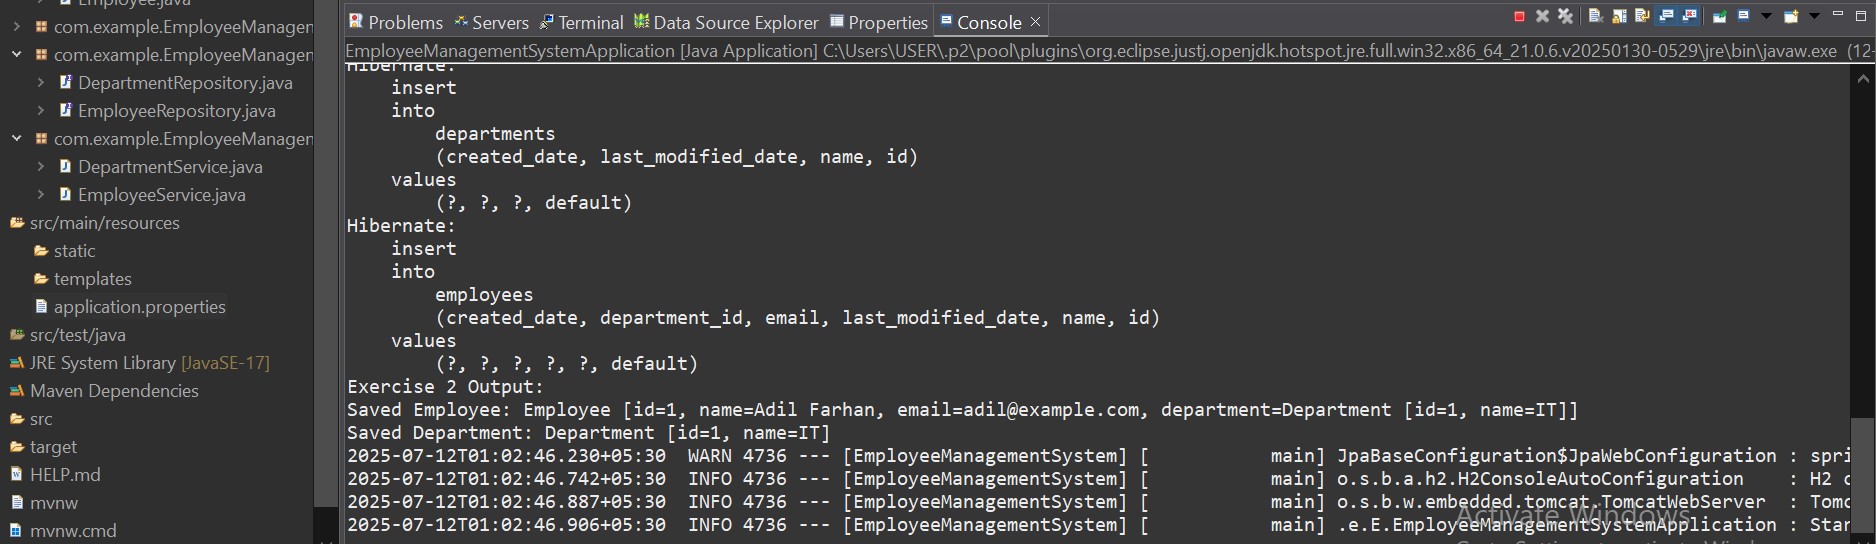 Employee.java
com.example.EmployeeManagen
com.example.EmployeeManagen
DepartmentRepository.java
EmployeeRepository.java
com.example.EmployeeManagen
DepartmentService.java
EmployeeService.java
src/main/resources
static
templates
application.properties
src/test/java
JRE System Library [JavaSE-17]
Maven Dependencies
src
target
HELP.md
mvnw
mvnw.cmd
Problems Servers Terminal Data Source Explorer Properties Console
EmployeeManagementSystemApplication [Java Application] C:\Users\USER\.p2\pool\plugins\org.eclipse.justj.openjdk.hotspot.jre.full.win32.x86_64_21.0.6.v20250130-0529\jre\bin\javaw.exe (12-
Hibernate:
insert
into
departments
(created_date, last_modified_date, name, id)
values
(?, ?, ?, default)
Hibernate:
insert
into
employees
(created_date, department_id, email, last_modified_date, name, id)
values
(?, ?, ?, ?, ?, default)
Exercise 2 Output:
Saved Employee: Employee [id=1, name=Adil Farhan, email=adil@example.com, department=Department [id=1, name=IT]]
Saved Department: Department [id=1, name=IT]
2025-07-12T01:02:46.230+05:30 WARN 4736 --- [EmployeeManagementSystem] [ main] JpaBaseConfiguration$JpaWebConfiguration : spri
2025-07-12T01:02:46.742+05:30 INFO 4736 --- [EmployeeManagementSystem] [ main] o.s.b.a.h2.H2ConsoleAutoConfiguration : H2 c
2025-07-12T01:02:46.887+05:30 INFO 4736 --- [EmployeeManagementSystem] [ main] o.s.b.w.embedded.tomcat.TomcatWebServer : Tomc
2025-07-12T01:02:46.906+05:30 INFO 4736 --- [EmployeeManagementSystem] [ main] .e.E.EmployeeManagementSystemApplication : Star
Activate Windows